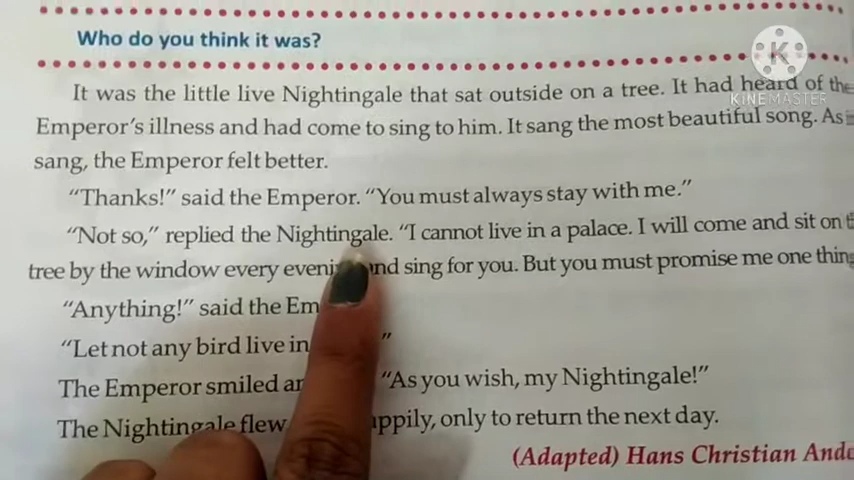 Who do you think it was?
K
KINEMASTER
It was the little live Nightingale that sat outside on a tree. It had heard of the
Emperor's illness and had come to sing to him. It sang the most beautiful song. As
sang, the Emperor felt better.
"Thanks!" said the Emperor. "You must always stay with me."
"Not so," replied the Nightingale. "I cannot live in a palace. I will come and sit on
tree by the window every and sing for you. But you must promise me one thing
"Anything!" said the
"Let not any bird live in "
The Emperor smiled "As you wish, my Nightingale!"
The Nightingale flew only to return the next day.
(Adapted) Hans Christian